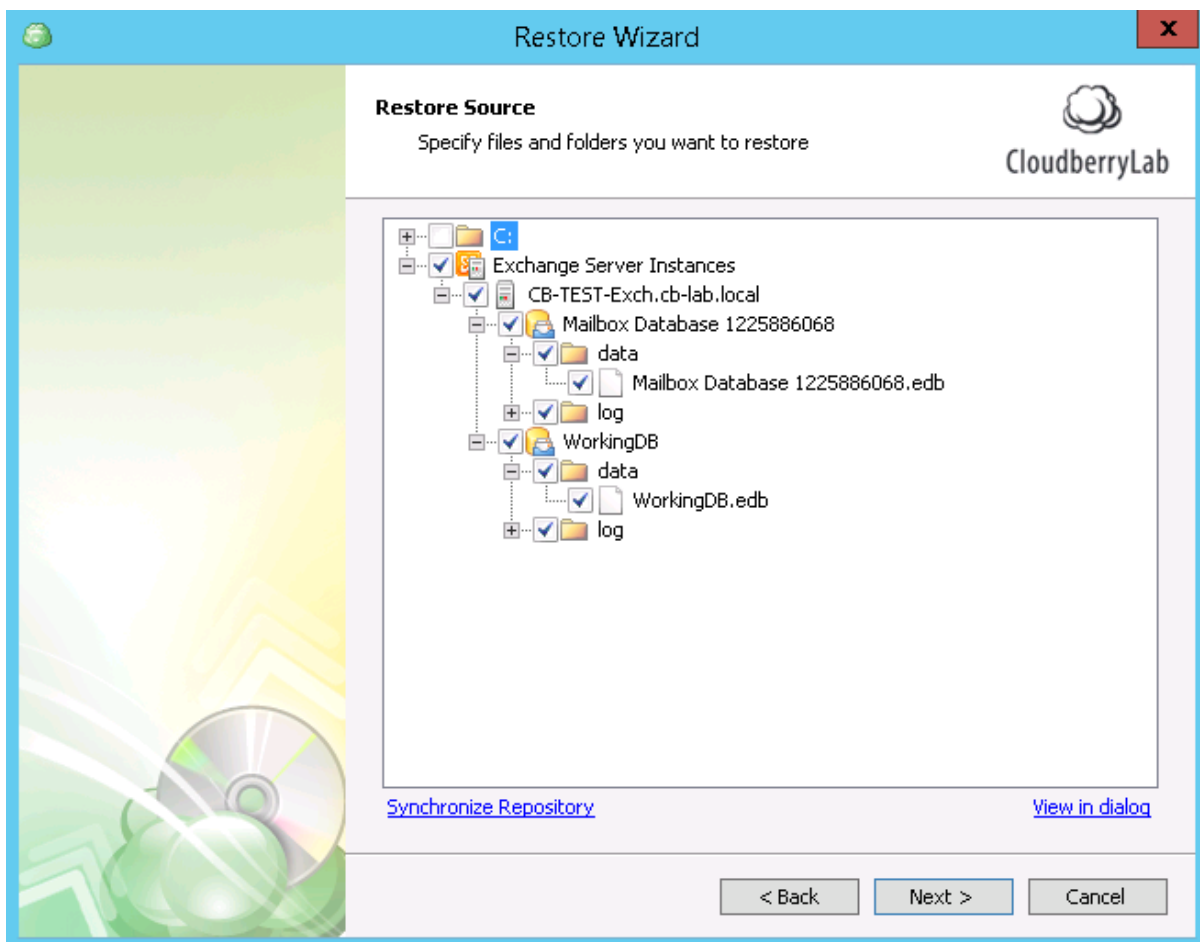 Restore Wizard
x
Restore Source
Specify files and folders you want to restore
CloudberryLab
C:
Exchange Server Instances
CB-TEST-Exch.cb-lab.local
Mailbox Database 1225886068
data
Mailbox Database 1225886068.edb
log
WorkingDB
data
WorkingDB.edb
log
Synchronize Repository
View in dialog
< Back
Next >
Cancel